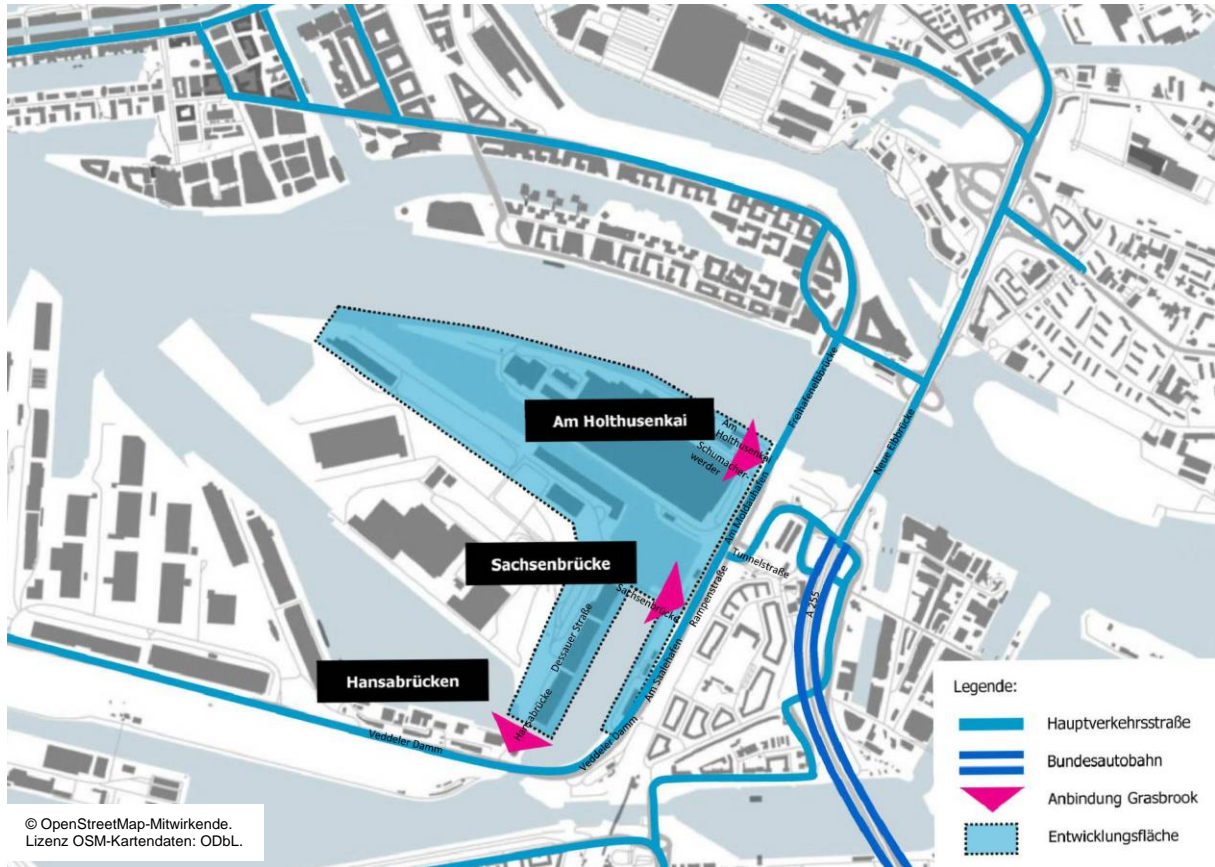 Am Holthusenkai
Am
Holthusenkai
Schumacher-
werder
Freihafenelbbrücke
Neue Elbbrücke
Am Moldauhafen
Sachsenbrücke
Sachsenbrücke
Tunnelstraße
Rampenstraße
A 255
Dessauer Straße
Am Saalehafen
Hansabrücken
Hansabrücke
Veddeler Damm
Veddeler Damm
Legende:
Hauptverkehrsstraße
Bundesautobahn
Anbindung Grasbrook
Entwicklungsfläche
© OpenStreetMap-Mitwirkende.
Lizenz OSM-Kartendaten: ODbL.